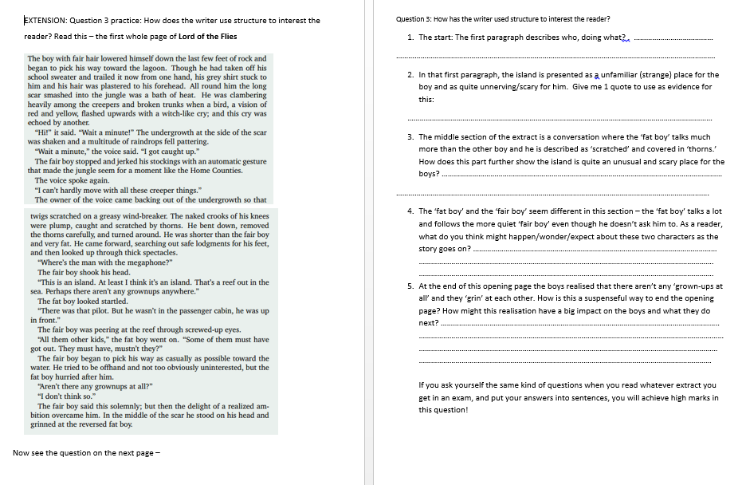 EXTENSION: Question 3 practice: How does the writer use structure to interest the
reader? Read this – the first whole page of Lord of the Flies
The boy with fair hair lowered himself down the last few feet of rock and
began to pick his way toward the lagoon. Though he had taken off his
school sweater and trailed it now from one hand, his grey shirt stuck to
him and his hair was plastered to his forehead. All round him the long
scar smashed into the jungle was a bath of heat. He was clambering
heavily among the creepers and broken trunks when a bird, a vision of
red and yellow, flashed upwards with a witch-like cry; and this cry was
echoed by another.
"Hi!" it said. "Wait a minute!" The undergrowth at the side of the scar
was shaken and a multitude of raindrops fell pattering.
"Wait a minute," the voice said. "I got caught up."
The fair boy stopped and jerked his stockings with an automatic gesture
that made the jungle seem for a moment like the Home Counties.
The voice spoke again.
"I can't hardly move with all these creeper things."
The owner of the voice came backing out of the undergrowth so that
twigs scratched on a greasy wind-breaker. The naked crooks of his knees
were plump, caught and scratched by thorns. He bent down, removed
the thorns carefully, and turned around. He was shorter than the fair boy
and very fat. He came forward, searching out safe lodgments for his feet,
and then looked up through thick spectacles.
"Where's the man with the megaphone?"
The fair boy shook his head.
"This is an island. At least I think it's an island. That's a reef out in the
sea. Perhaps there aren't any grownups anywhere."
The fat boy looked startled.
"There was that pilot. But he wasn't in the passenger cabin, he was up
in front."
The fair boy was peering at the reef through screwed-up eyes.
"All them other kids," the fat boy went on. "Some of them must have
got out. They must have, mustn't they?"
The fair boy began to pick his way as casually as possible toward the
water. He tried to be offhand and not too obviously uninterested, but the
fat boy hurried after him.
"Aren't there any grownups at all?"
"I don't think so."
The fair boy said this solemnly; but then the delight of a realized am-
bition overcame him. In the middle of the scar he stood on his head and
grinned at the reversed fat boy.
Now see the question on the next page –
Question 3: How has the writer used structure to interest the reader?
1. The start: The first paragraph describes who, doing what?.
2. In that first paragraph, the island is presented as a unfamiliar (strange) place for the
boy and as quite unnerving/scary for him. Give me 1 quote to use as evidence for
this:
3. The middle section of the extract is a conversation where the 'fat boy' talks much
more than the other boy and he is described as 'scratched' and covered in 'thorns.'
How does this part further show the island is quite an unusual and scary place for the
boys?
4. The 'fat boy' and the 'fair boy' seem different in this section – the 'fat boy' talks a lot
and follows the more quiet 'fair boy' even though he doesn't ask him to. As a reader,
what do you think might happen/wonder/expect about these two characters as the
story goes on?
5. At the end of this opening page the boys realised that there aren't any 'grown-ups at
all' and they 'grin' at each other. How is this a suspenseful way to end the opening
page? How might this realisation have a big impact on the boys and what they do
next?
If you ask yourself the same kind of questions when you read whatever extract you
get in an exam, and put your answers into sentences, you will achieve high marks in
this question!